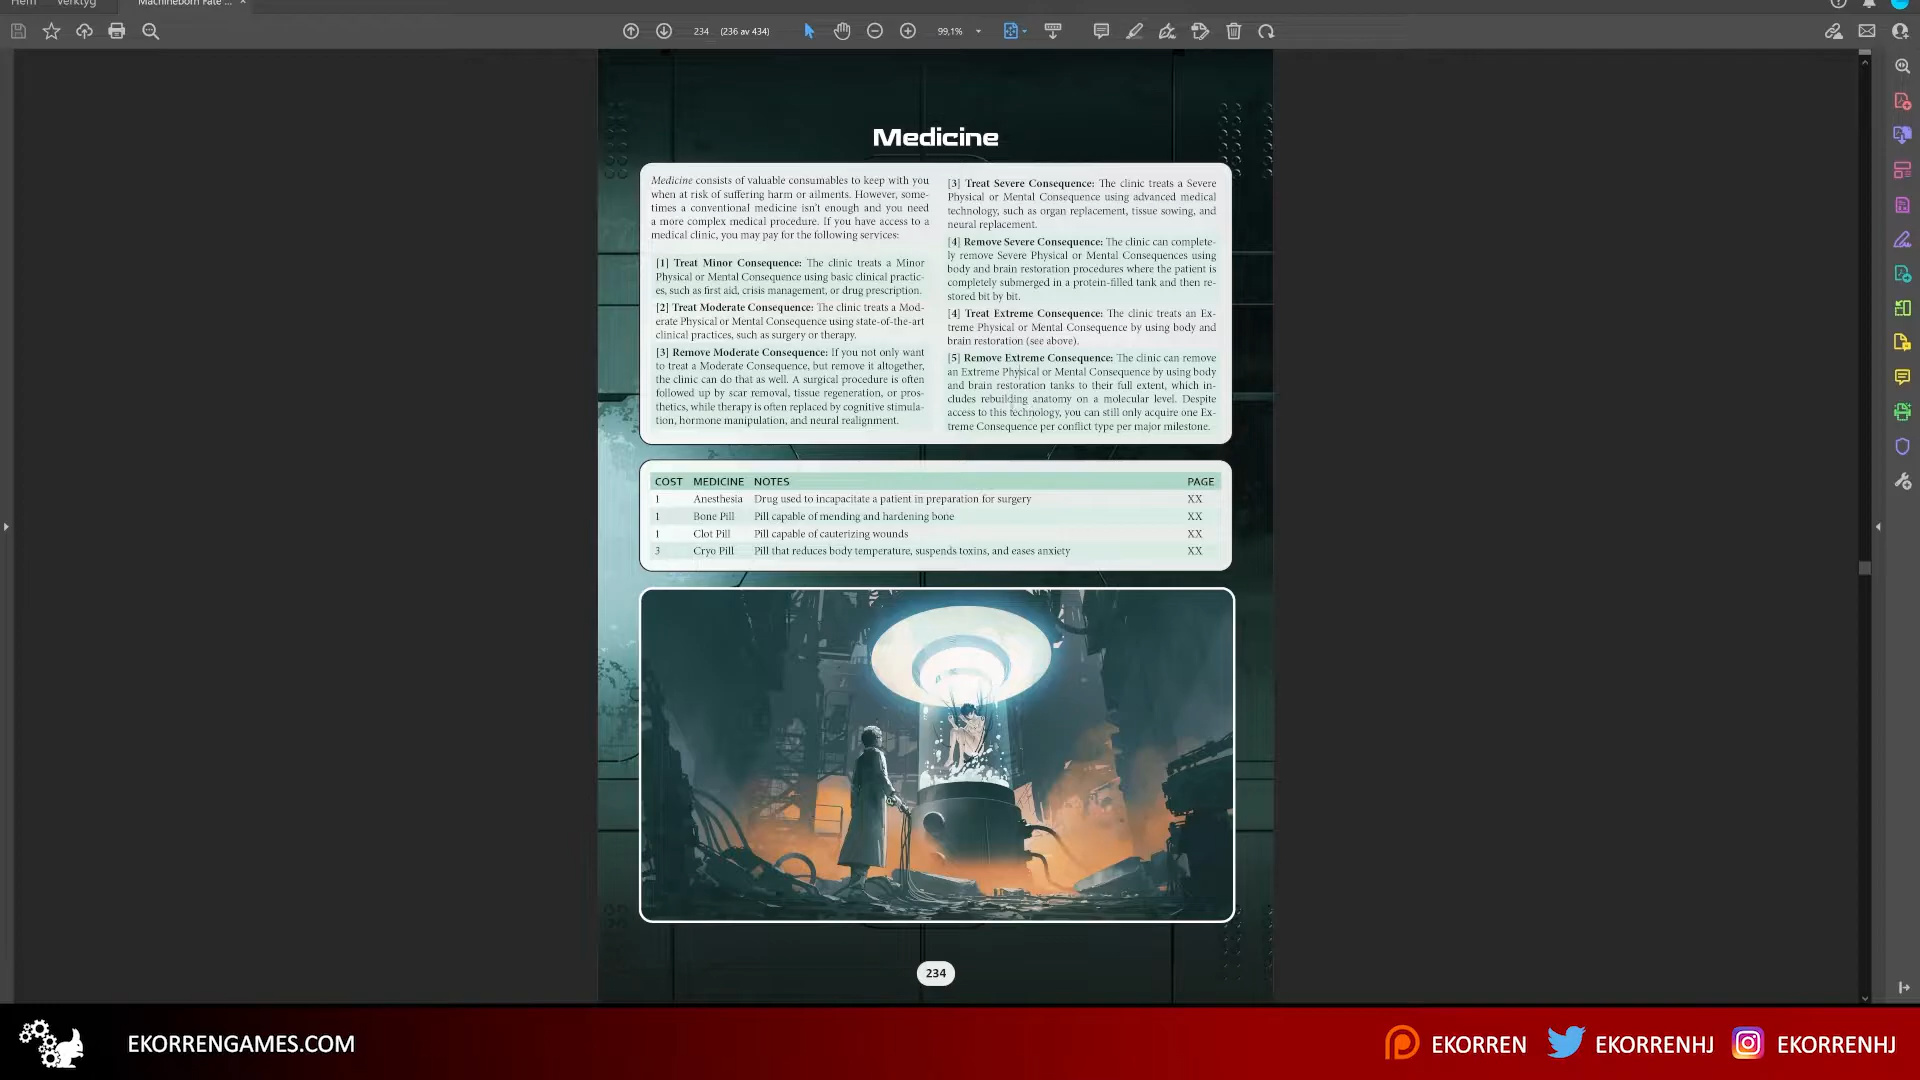 Hem
Verktyg
Machineborn Fate ...
234
(236 av 434)
99,1%
Medicine
Medicine consists of valuable consumables to keep with you
when at risk of suffering harm or ailments. However, some-
times a conventional medicine isn't enough and you need
a more complex medical procedure. If you have access to a
medical clinic, you may pay for the following services:
[1] Treat Minor Consequence: The clinic treats a Minor
Physical or Mental Consequence using basic clinical practic-
es, such as first aid, crisis management, or drug prescription.
[2] Treat Moderate Consequence: The clinic treats a Mod-
erate Physical or Mental Consequence using state-of-the-art
clinical practices, such as surgery or therapy.
[3] Remove Moderate Consequence: If you not only want
to treat a Moderate Consequence, but remove it altogether,
the clinic can do that as well. A surgical procedure is often
followed up by scar removal, tissue regeneration, or pros-
thetics, while therapy is often replaced by cognitive stimula-
tion, hormone manipulation, and neural realignment.
[3] Treat Severe Consequence: The clinic treats a Severe
Physical or Mental Consequence using advanced medical
technology, such as organ replacement, tissue sowing, and
neural replacement.
[4] Remove Severe Consequence: The clinic can complete-
ly remove Severe Physical or Mental Consequences using
body and brain restoration procedures where the patient is
completely submerged in a protein-filled tank and then re-
stored bit by bit.
[4] Treat Extreme Consequence: The clinic treats an Ex-
treme Physical or Mental Consequence by using body and
brain restoration (see above).
[5] Remove Extreme Consequence: The clinic can remove
an Extreme Physical or Mental Consequence by using body
and brain restoration tanks to their full extent, which in-
cludes rebuilding anatomy on a molecular level. Despite
access to this technology, you can still only acquire one Ex-
treme Consequence per conflict type per major milestone.
COST MEDICINE NOTES PAGE
1 Anesthesia Drug used to incapacitate a patient in preparation for surgery XX
1 Bone Pill Pill capable of mending and hardening bone XX
1 Clot Pill Pill capable of cauterizing wounds XX
3 Cryo Pill Pill that reduces body temperature, suspends toxins, and eases anxiety XX
234
EKORRENGAMES.COM
EKORREN
EKORRENHJ
EKORRENHJ